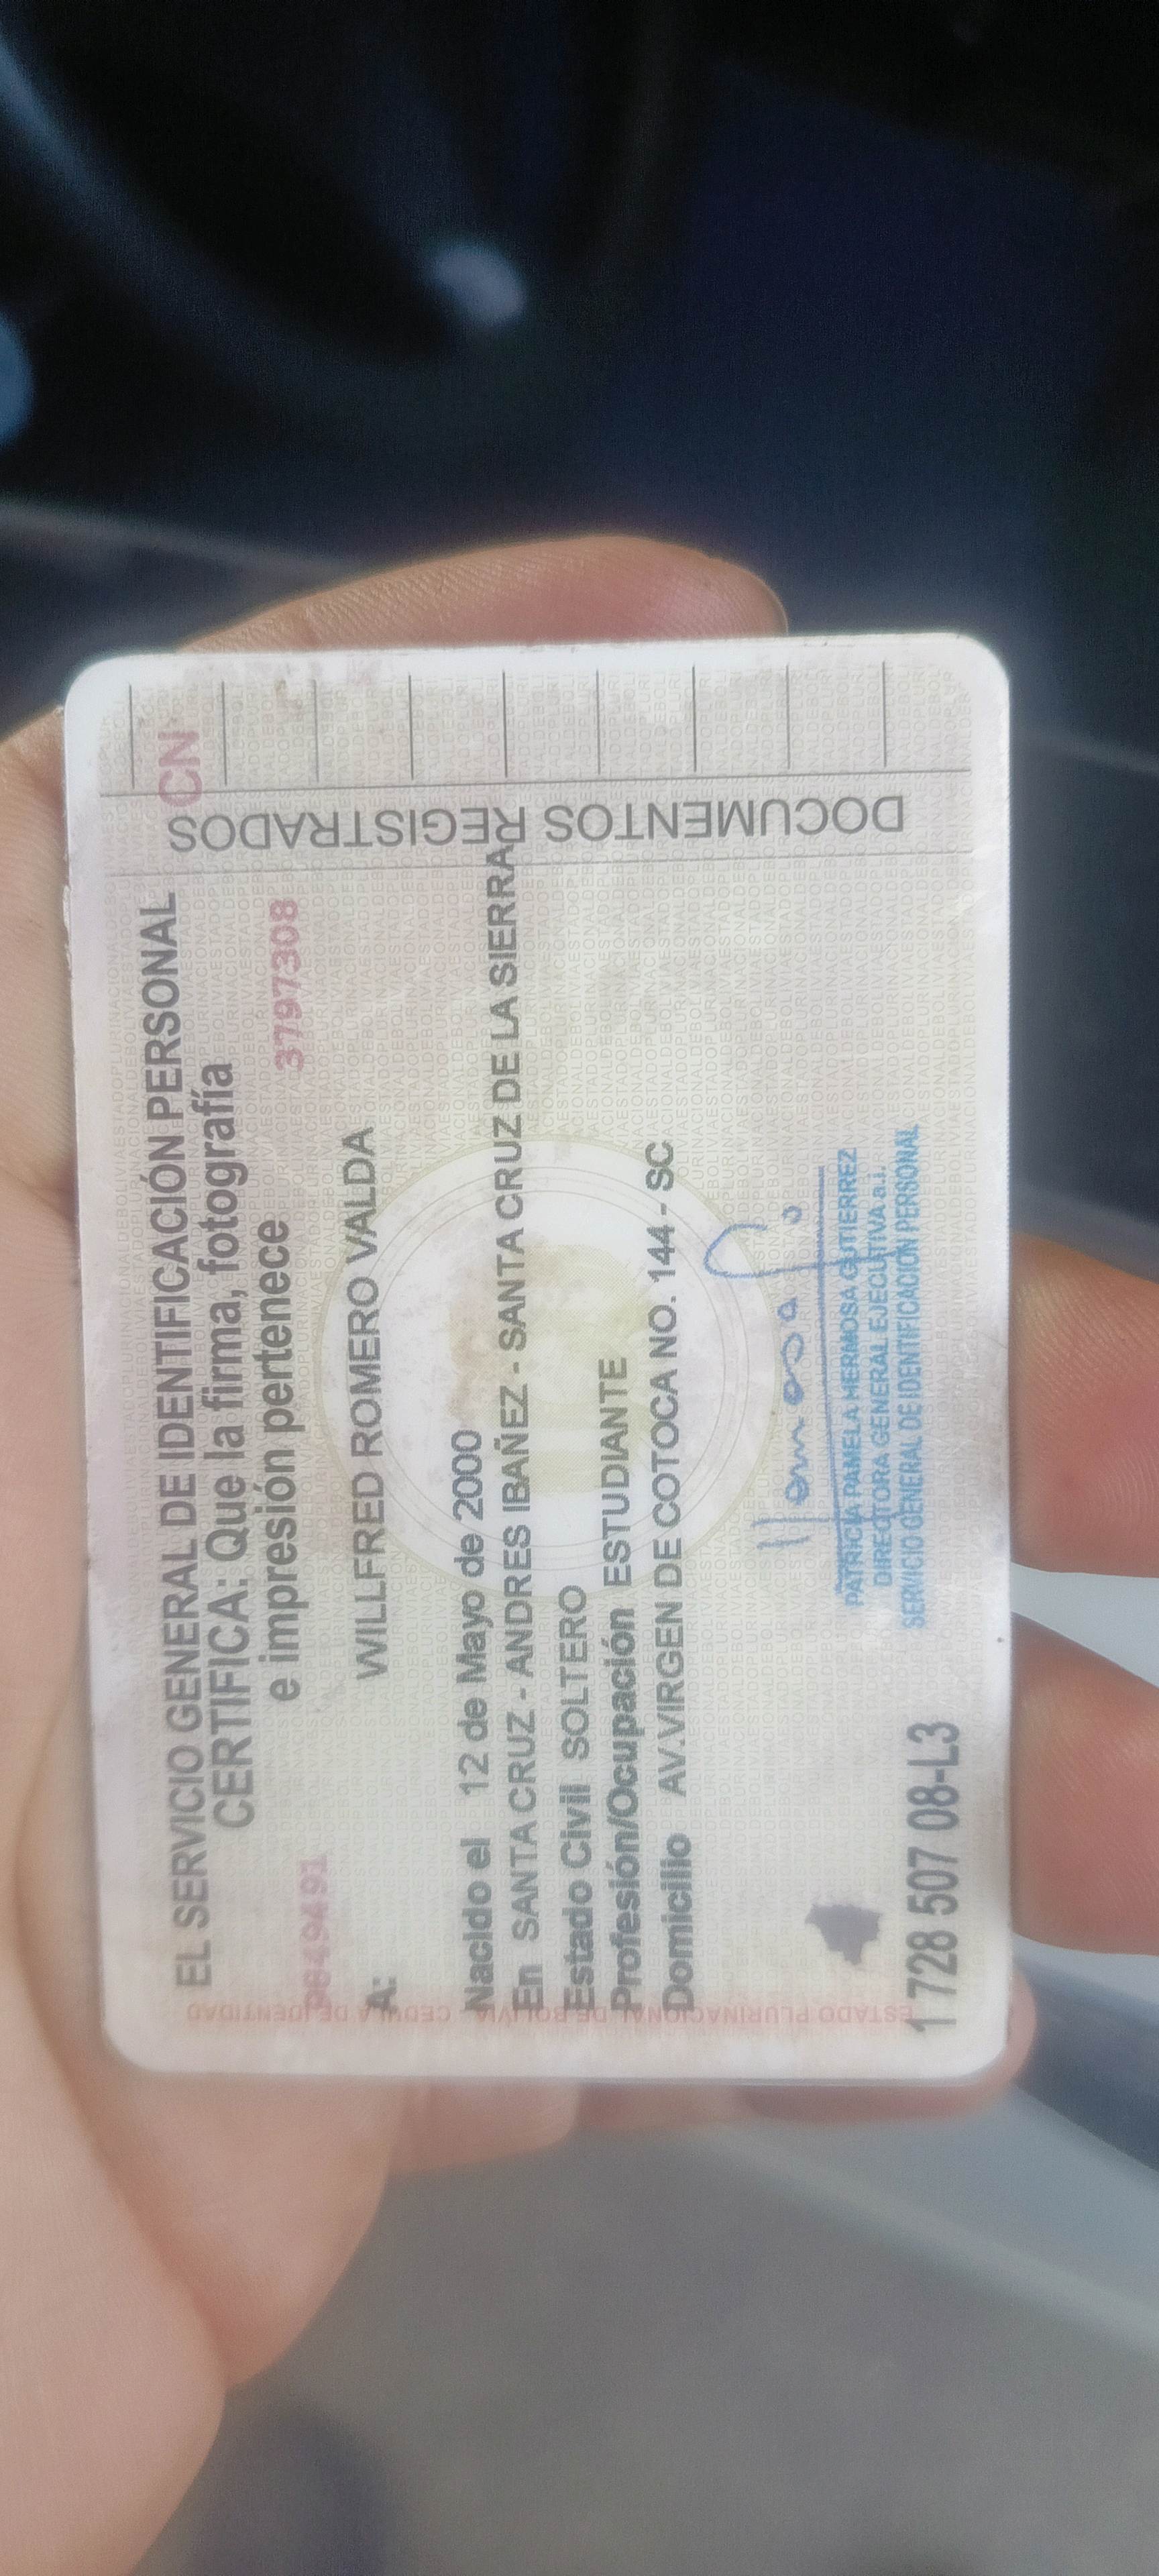 EL SERVICIO GENERAL DE IDENTIFICACIÓN PERSONAL
CERTIFICA: Que la firma, fotografía
e impresión pertenece
9849491
3797308
CN
A: WILLFRED ROMERO VALDA
Nacido el 12 de Mayo de 2000
En SANTA CRUZ - ANDRES IBAÑEZ - SANTA CRUZ DE LA SIERRA
Estado Civil SOLTERO
Profesión/Ocupación ESTUDIANTE
Domicilio AV.VIRGEN DE COTOCA NO. 144 - SC
PATRICIA PAMELA HERMOSA GUTIERREZ
DIRECTORA GENERAL EJECUTIVA a.i.
SERVICIO GENERAL DE IDENTIFICACIÓN PERSONAL
1 728 507 08-L3
DOCUMENTOS REGISTRADOS
ESTADO PLURINACIONAL DE BOLIVIA CEDULA DE IDENTIDAD